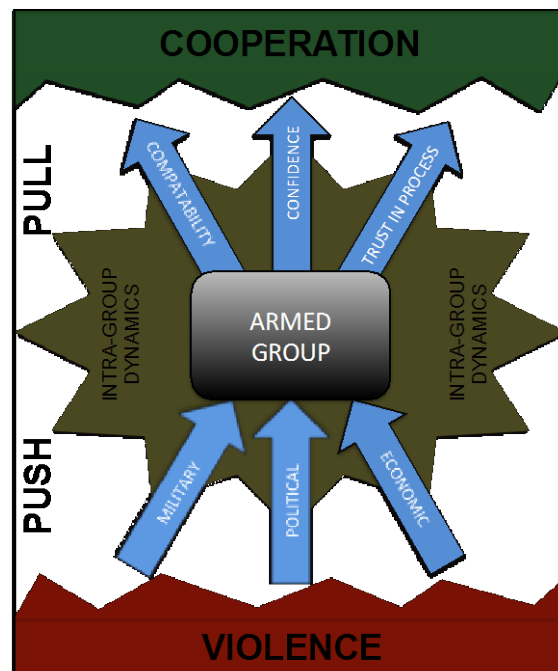 COOPERATION
PULL
COMPATABILITY
CONFIDENCE
TRUST IN PROCESS
INTRA-GROUP
DYNAMICS
ARMED
GROUP
INTRA-GROUP
DYNAMICS
PUSH
MILITARY
POLITICAL
ECONOMIC
VIOLENCE